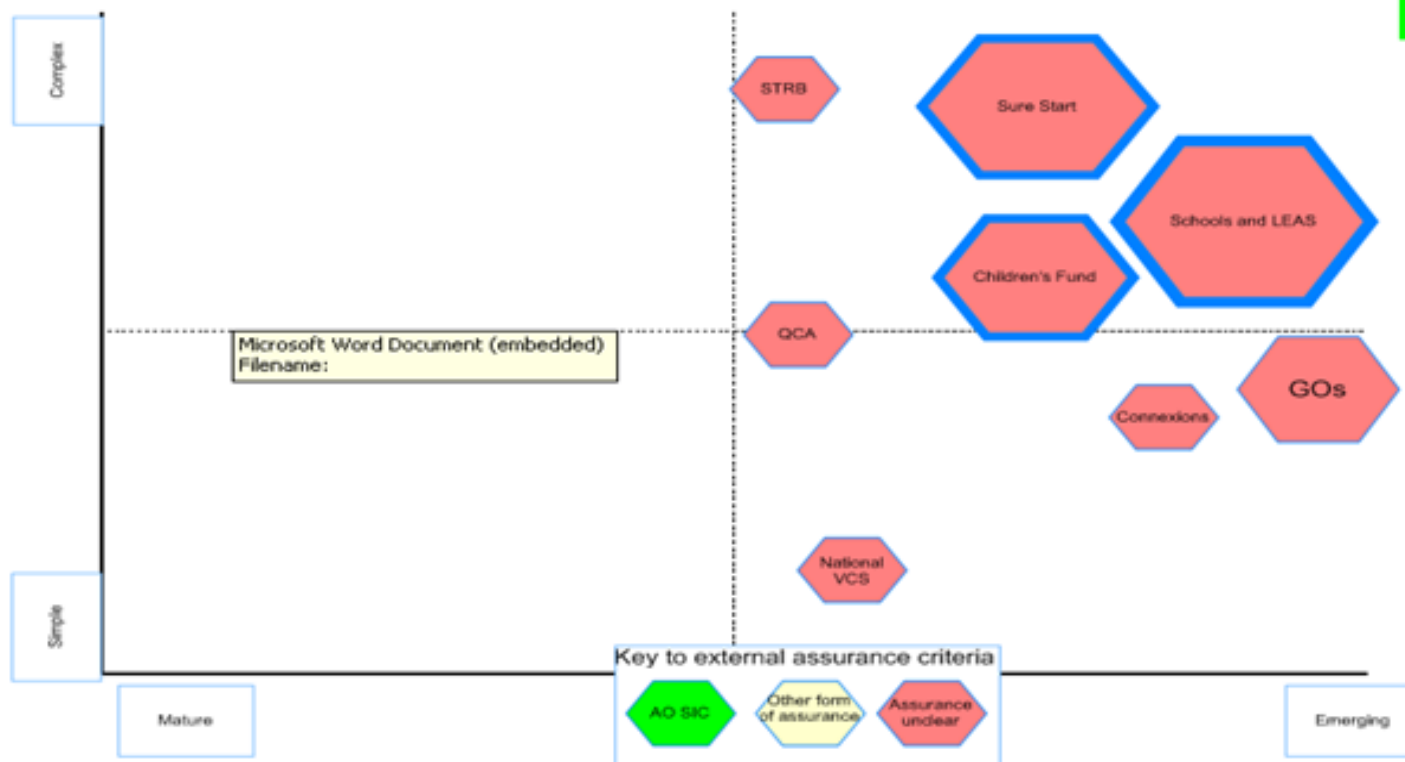 Complex
STRB
Sure Start
Schools and LEAS
Children's Fund
QCA
Microsoft Word Document (embedded)
Filename:
GOs
Connexions
National
VCS
Simple
Key to external assurance criteria
AO SIC
Other form
of assurance
Assurance
unclear
Mature
Emerging